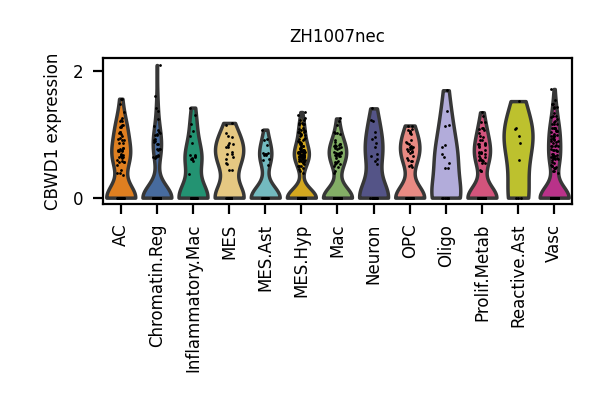 ZH1007nec
CBWD1 expression
2
0
AC
Chromatin.Reg
Inflammatory.Mac
MES
MES.Ast
MES.Hyp
Mac
Neuron
OPC
Oligo
Prolif.Metab
Reactive.Ast
Vasc